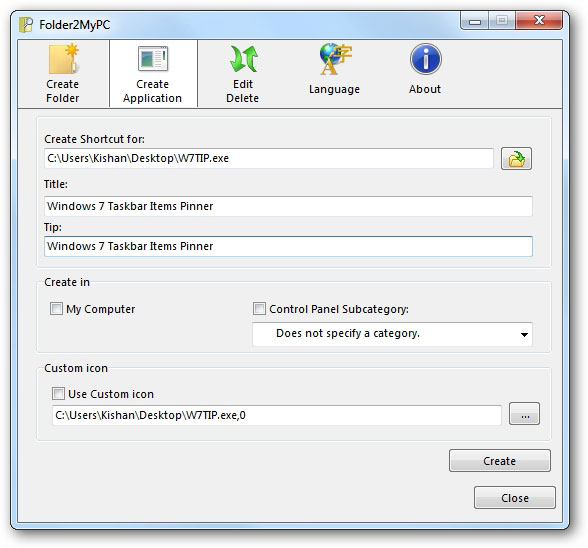 Folder2MyPC
Create Folder
Create Application
Edit Delete
Language
About
Create Shortcut for:
C:\Users\Kishan\Desktop\W7TIP.exe
Title:
Windows 7 Taskbar Items Pinner
Tip:
Windows 7 Taskbar Items Pinner
Create in
My Computer
Control Panel Subcategory:
Does not specify a category.
Custom icon
Use Custom icon
C:\Users\Kishan\Desktop\W7TIP.exe,0
...
Create
Close